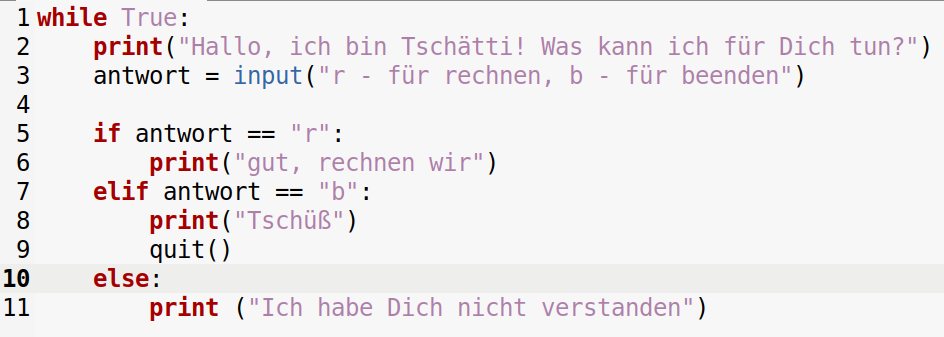 1 while True:
2     print("Hallo, ich bin Tschätti! Was kann ich für Dich tun?")
3     antwort = input("r - für rechnen, b - für beenden")
4
5     if antwort == "r":
6         print("gut, rechnen wir")
7     elif antwort == "b":
8         print("Tschüß")
9         quit()
10     else:
11         print ("Ich habe Dich nicht verstanden")